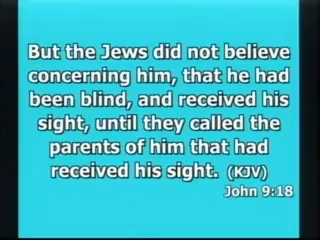 But the Jews did not believe
concerning him, that he had
been blind, and received his
sight, until they called the
parents of him that had
received his sight. (KJV)
John 9:18